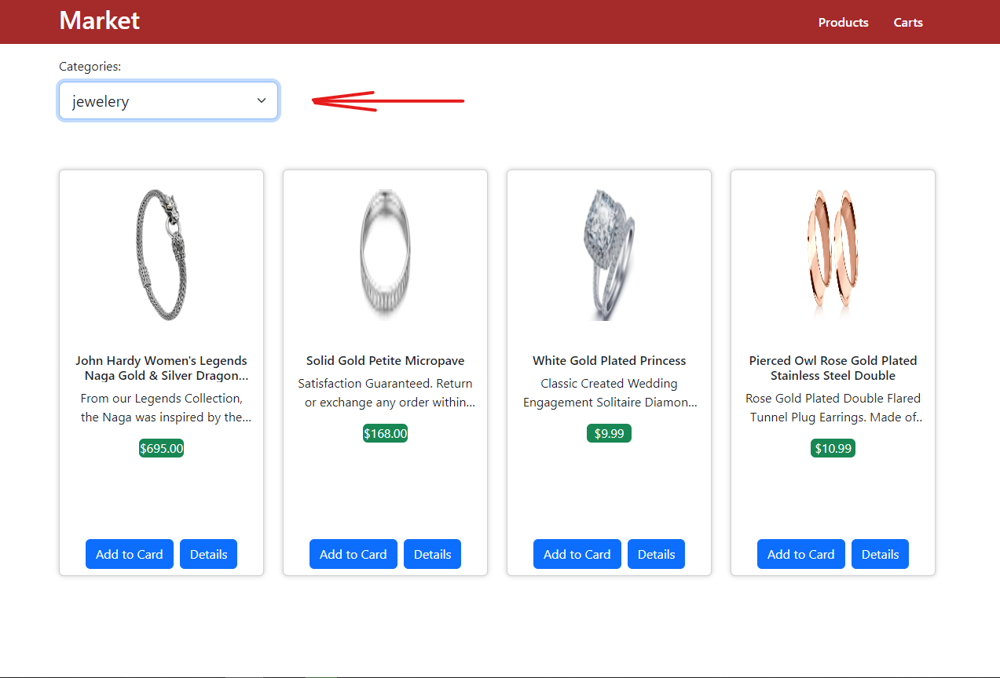 Market
Products
Carts
Categories:
jewelery
John Hardy Women's Legends
Naga Gold & Silver Dragon...
From our Legends Collection,
the Naga was inspired by the...
$695.00
Add to Card
Details
Solid Gold Petite Micropave
Satisfaction Guaranteed. Return
or exchange any order within...
$168.00
Add to Card
Details
White Gold Plated Princess
Classic Created Wedding
Engagement Solitaire Diamon...
$9.99
Add to Card
Details
Pierced Owl Rose Gold Plated
Stainless Steel Double
Rose Gold Plated Double Flared
Tunnel Plug Earrings. Made of..
$10.99
Add to Card
Details